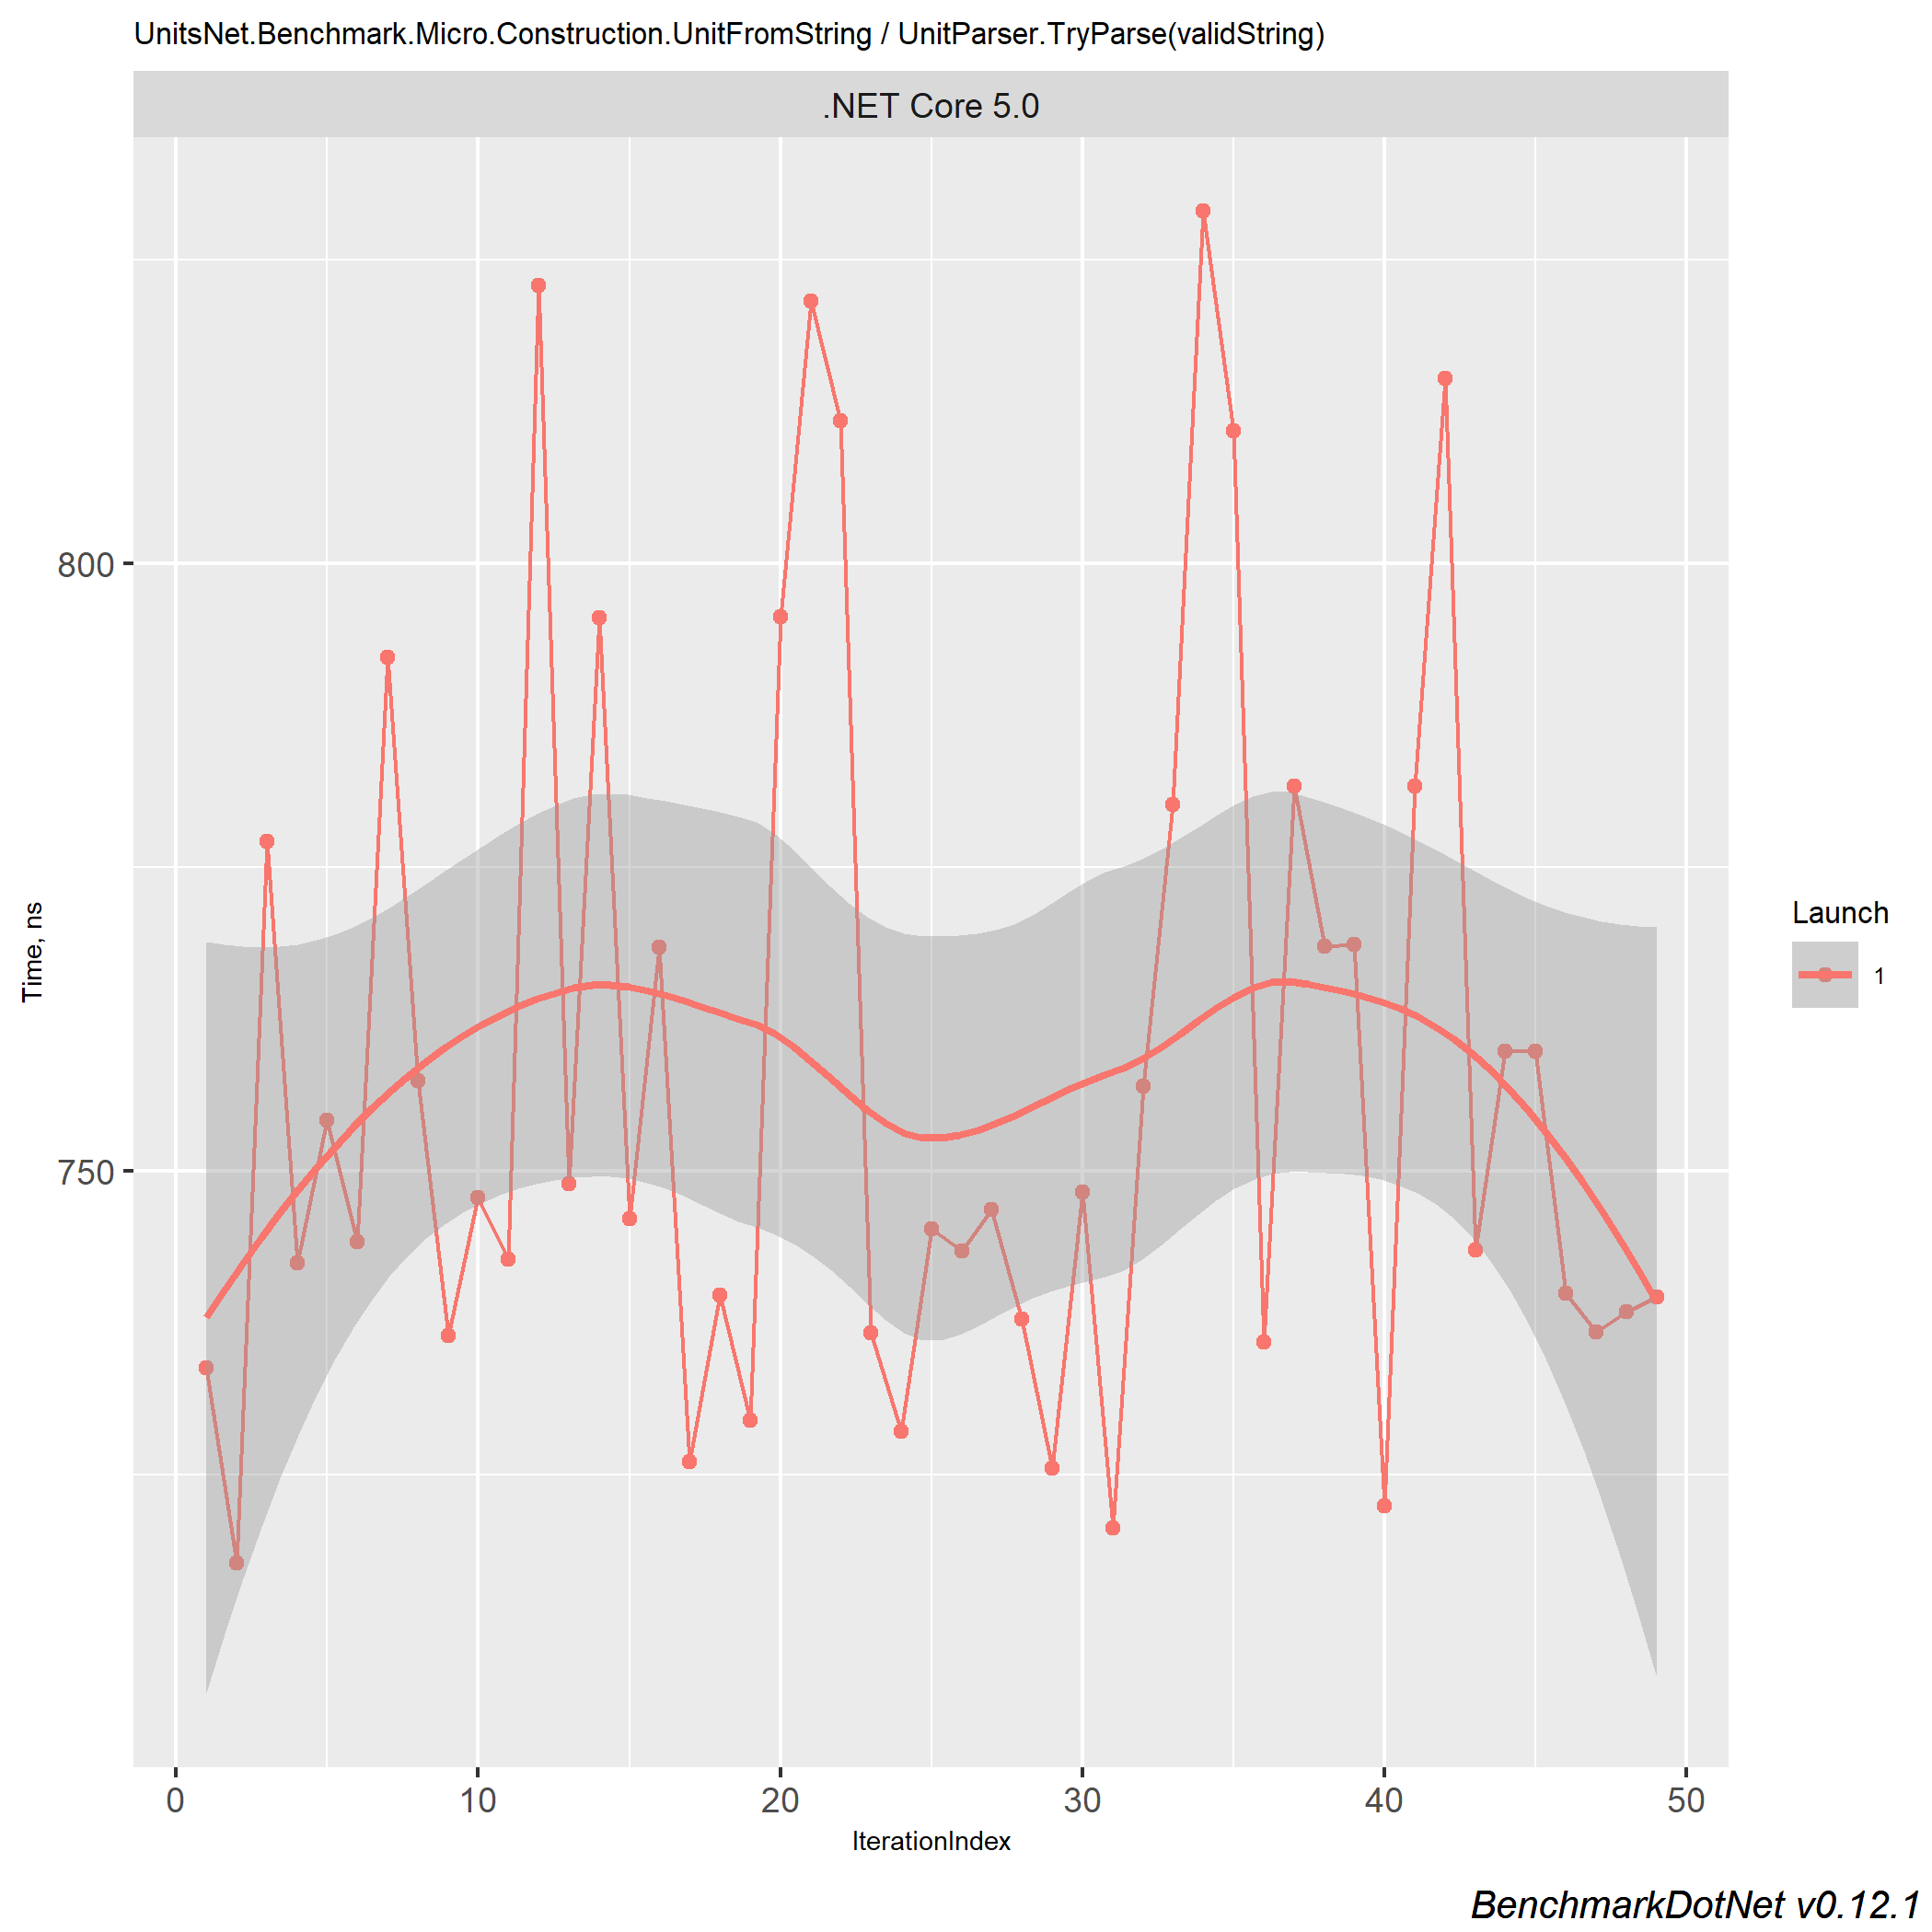 UnitsNet.Benchmark.Micro.Construction.UnitFromString / UnitParser.TryParse(validString)
.NET Core 5.0
800
750
Time, ns
0 10 20 30 40 50
IterationIndex
Launch
1
BenchmarkDotNet v0.12.1